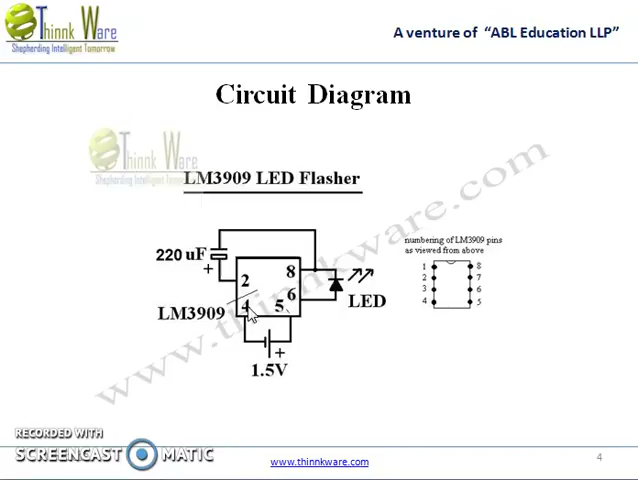 Thinnk Ware
Shepherding Intelligent Tomorrow
A venture of “ABL Education LLP”
Circuit Diagram
Thinnk Ware
Shepherding Intelligent Tomorrow
LM3909 LED Flasher
www.thinnkware.com
220 uF
+
numbering of LM3909 pins
as viewed from above
8
2
6
4
5
LM3909
LED
+
1.5V
1 8
2 7
3 6
4 5
RECORDED WITH
SCREENCAST MATIC
www.thinnkware.com
4